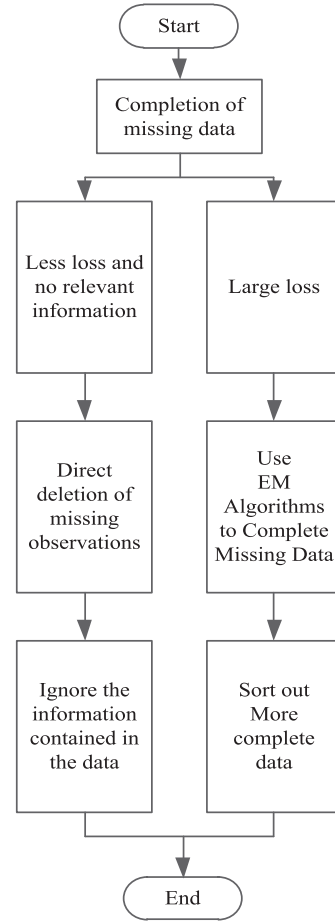 Start
Completion of
missing data
Less loss and
no relevant
information
Large loss
Direct
deletion of
missing
observations
Use
EM
Algorithms
to Complete
Missing Data
Ignore the
information
contained in
the data
Sort out
More
complete
data
End